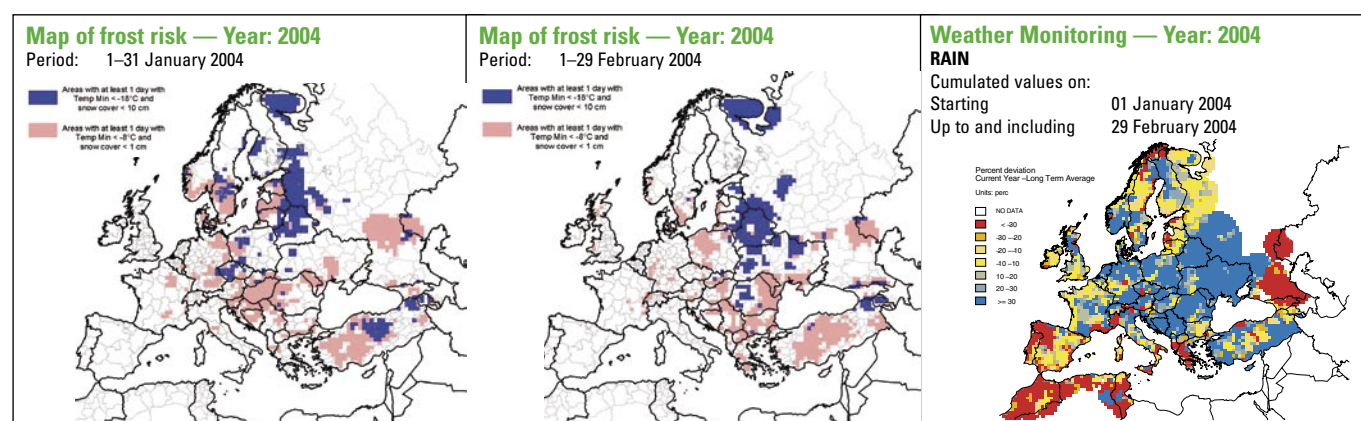 Map of frost risk — Year: 2004
Period: 1–31 January 2004
Areas with at least 1 day with
Temp Min < -18°C and
snow cover < 10 cm
Areas with at least 1 day with
Temp Min < -8°C and
snow cover < 1 cm
Map of frost risk — Year: 2004
Period: 1–29 February 2004
Areas with at least 1 day with
Temp Min < -18°C and
snow cover < 10 cm
Areas with at least 1 day with
Temp Min < -8°C and
snow cover < 1 cm
Weather Monitoring — Year: 2004
RAIN
Cumulated values on:
Starting 01 January 2004
Up to and including 29 February 2004
Percent deviation
Current Year –Long Term Average
Units: perc
NO DATA
< -30
-30 –-20
-20 –-10
-10 –10
10 –20
20 –30
>= 30